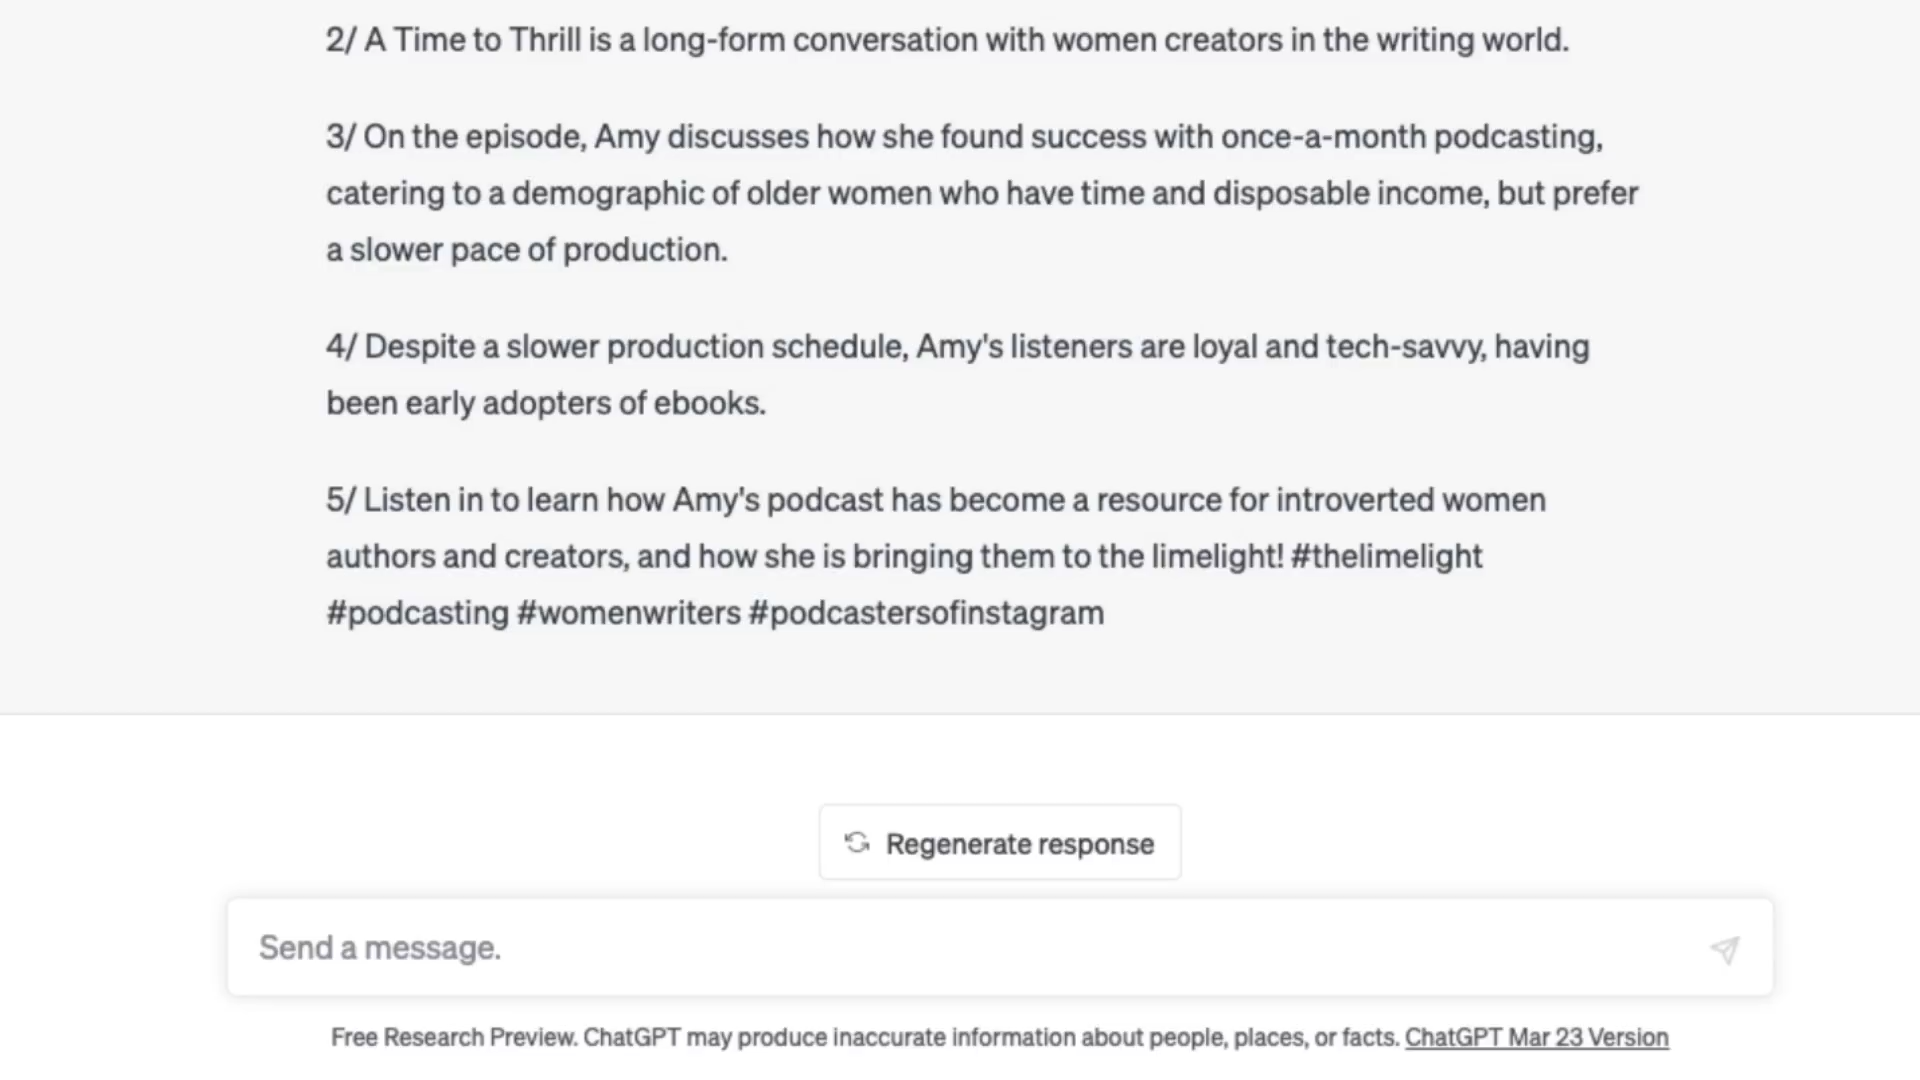 2/ A Time to Thrill is a long-form conversation with women creators in the writing world.
3/ On the episode, Amy discusses how she found success with once-a-month podcasting,
catering to a demographic of older women who have time and disposable income, but prefer
a slower pace of production.
4/ Despite a slower production schedule, Amy's listeners are loyal and tech-savvy, having
been early adopters of ebooks.
5/ Listen in to learn how Amy's podcast has become a resource for introverted women
authors and creators, and how she is bringing them to the limelight! #thelimelight
#podcasting #womenwriters #podcastersofinstagram
Regenerate response
Send a message.
Free Research Preview. ChatGPT may produce inaccurate information about people, places, or facts. ChatGPT Mar 23 Version